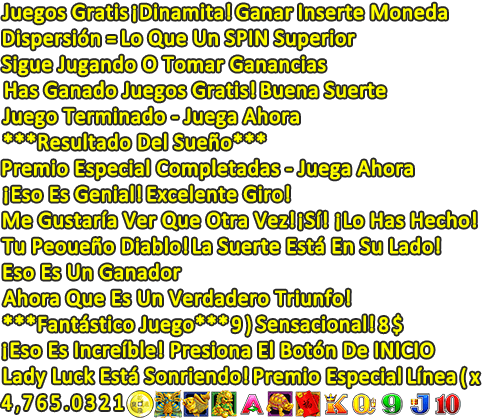 Juegos Gratis ¡Dinamita! Ganar Inserte Moneda
Dispersión = Lo Que Un SPIN Superior
Sigue Jugando O Tomar Ganancias
Has Ganado Juegos Gratis! Buena Suerte
Juego Terminado - Juega Ahora
***Resultado Del Sueño***
Premio Especial Completadas - Juega Ahora
¡Eso Es Genial! Excelente Giro!
Me Gustaría Ver Que Otra Vez! ¡Sí! ¡Lo Has Hecho!
Tu Peoueño Diablo! La Suerte Está En Su Lado!
Eso Es Un Ganador
Ahora Que Es Un Verdadero Triunfo!
***Fantástico Juego***9) Sensacional! 8$
¡Eso Es Increíble! Presiona El Botón De INICIO
Lady Luck Está Sonriendo! Premio Especial Línea ( x
4,765.0321 A K Q 9 J 10